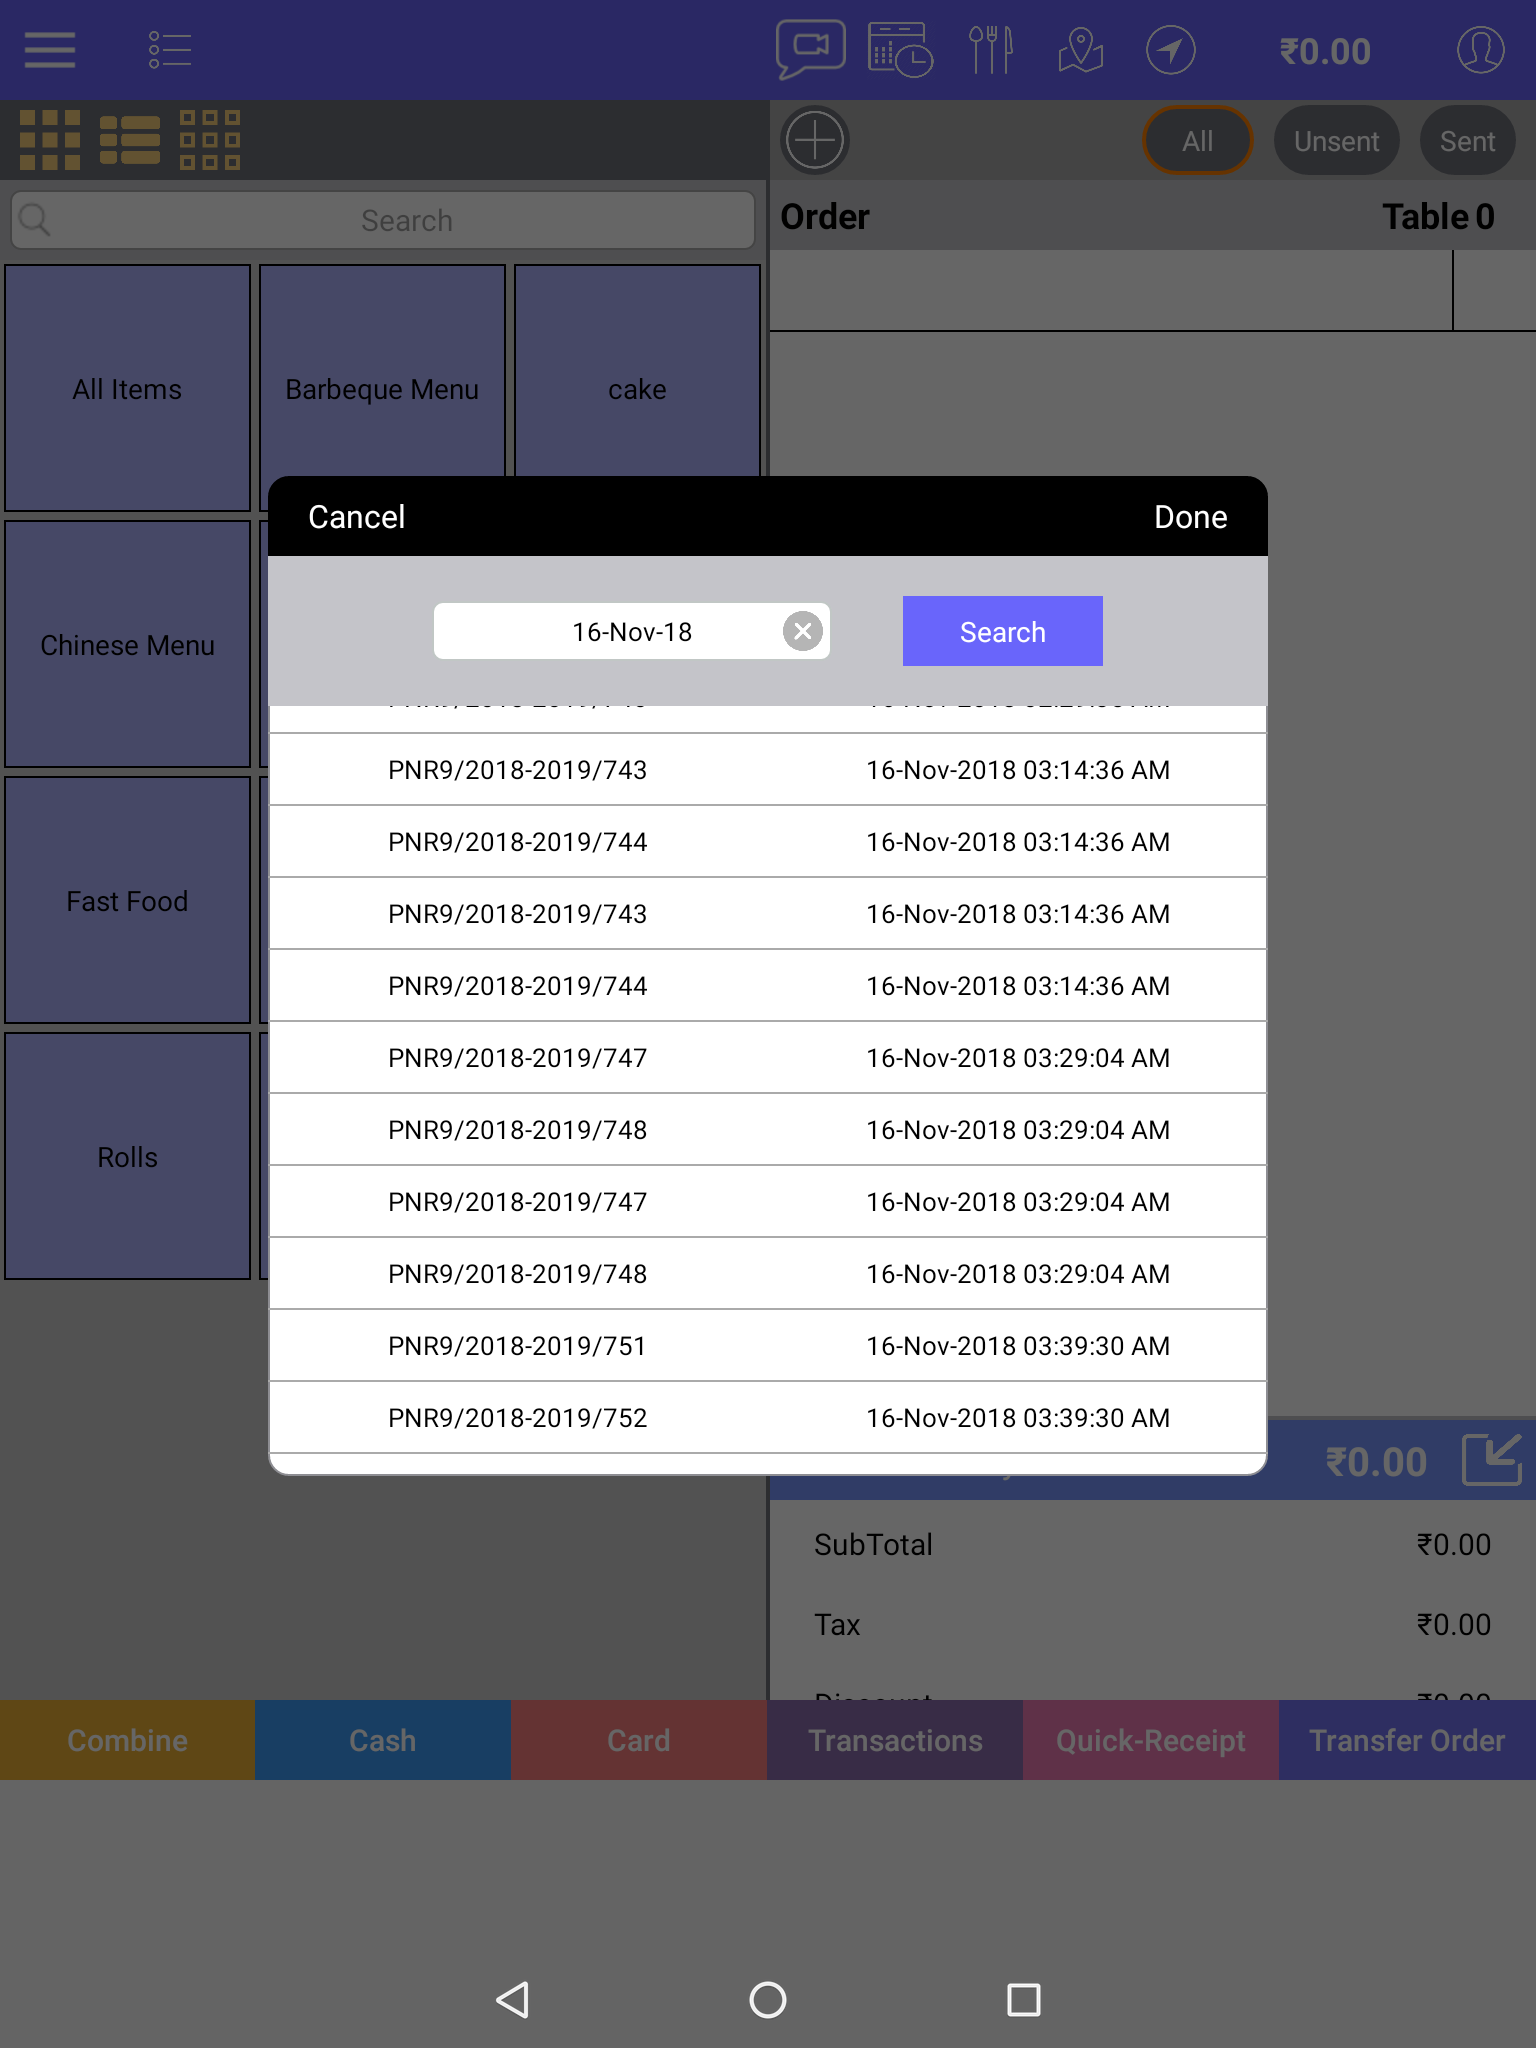 ₹0.00
All
Unsent
Sent
Search
Order
Table 0
All Items
Barbeque Menu
cake
Cancel
Done
Chinese Menu
16-Nov-18
Search
PNR9/2018-2019/743 16-Nov-2018 03:14:36 AM
PNR9/2018-2019/744 16-Nov-2018 03:14:36 AM
Fast Food
PNR9/2018-2019/743 16-Nov-2018 03:14:36 AM
PNR9/2018-2019/744 16-Nov-2018 03:14:36 AM
PNR9/2018-2019/747 16-Nov-2018 03:29:04 AM
PNR9/2018-2019/748 16-Nov-2018 03:29:04 AM
Rolls
PNR9/2018-2019/747 16-Nov-2018 03:29:04 AM
PNR9/2018-2019/748 16-Nov-2018 03:29:04 AM
PNR9/2018-2019/751 16-Nov-2018 03:39:30 AM
PNR9/2018-2019/752 16-Nov-2018 03:39:30 AM
₹0.00
SubTotal ₹0.00
Tax ₹0.00
Combine
Cash
Card
Transactions
Quick-Receipt
Transfer Order